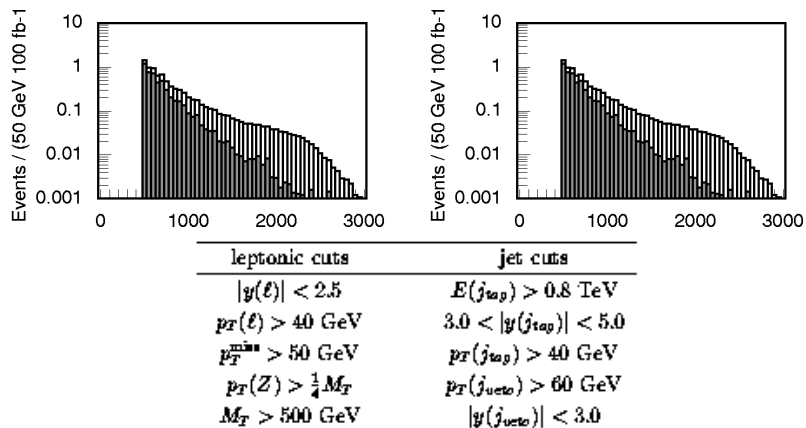 10
1
0.1
0.01
0.001
Events / (50 GeV 100 fb-1
0 1000 2000 3000
10
1
0.1
0.01
0.001
Events / (50 GeV 100 fb-1
0 1000 2000 3000
leptonic cuts jet cuts
|y(ℓ)| < 2.5 E(j_tag) > 0.8 TeV
p_T(ℓ) > 40 GeV 3.0 < |y(j_tag)| < 5.0
p_T^miss > 50 GeV p_T(j_tag) > 40 GeV
p_T(Z) > 1/4 M_T p_T(j_veto) > 60 GeV
M_T > 500 GeV |y(j_veto)| < 3.0